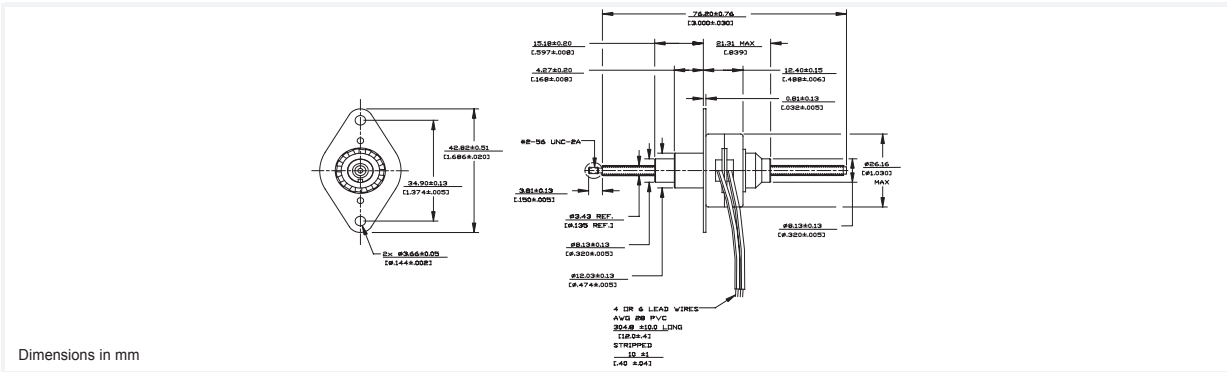 76.20±0.76
[3.000±.030]
15.18±0.20
[.597±.008]
21.31 MAX
[.839]
4.27±0.20
[.168±.008]
12.40±0.15
[.488±.006]
0.81±0.13
[.032±.005]
42.82±0.51
[1.686±.020]
34.90±0.13
[1.374±.005]
2x ø3.66±0.05
[ø.144±.002]
#2-56 UNC-2A
3.81±0.13
[.150±.005]
ø3.43 REF.
[ø.135 REF.]
ø8.13±0.13
[ø.320±.005]
ø12.03±0.13
[ø.474±.005]
ø26.16
[ø1.030]
MAX
ø8.13±0.13
[ø.320±.005]
4 OR 6 LEAD WIRES
AWG 28 PVC
304.8 ±10.0 LONG
[12.0±.4]
STRIPPED
10 ±1
[.40 ±.04]
Dimensions in mm